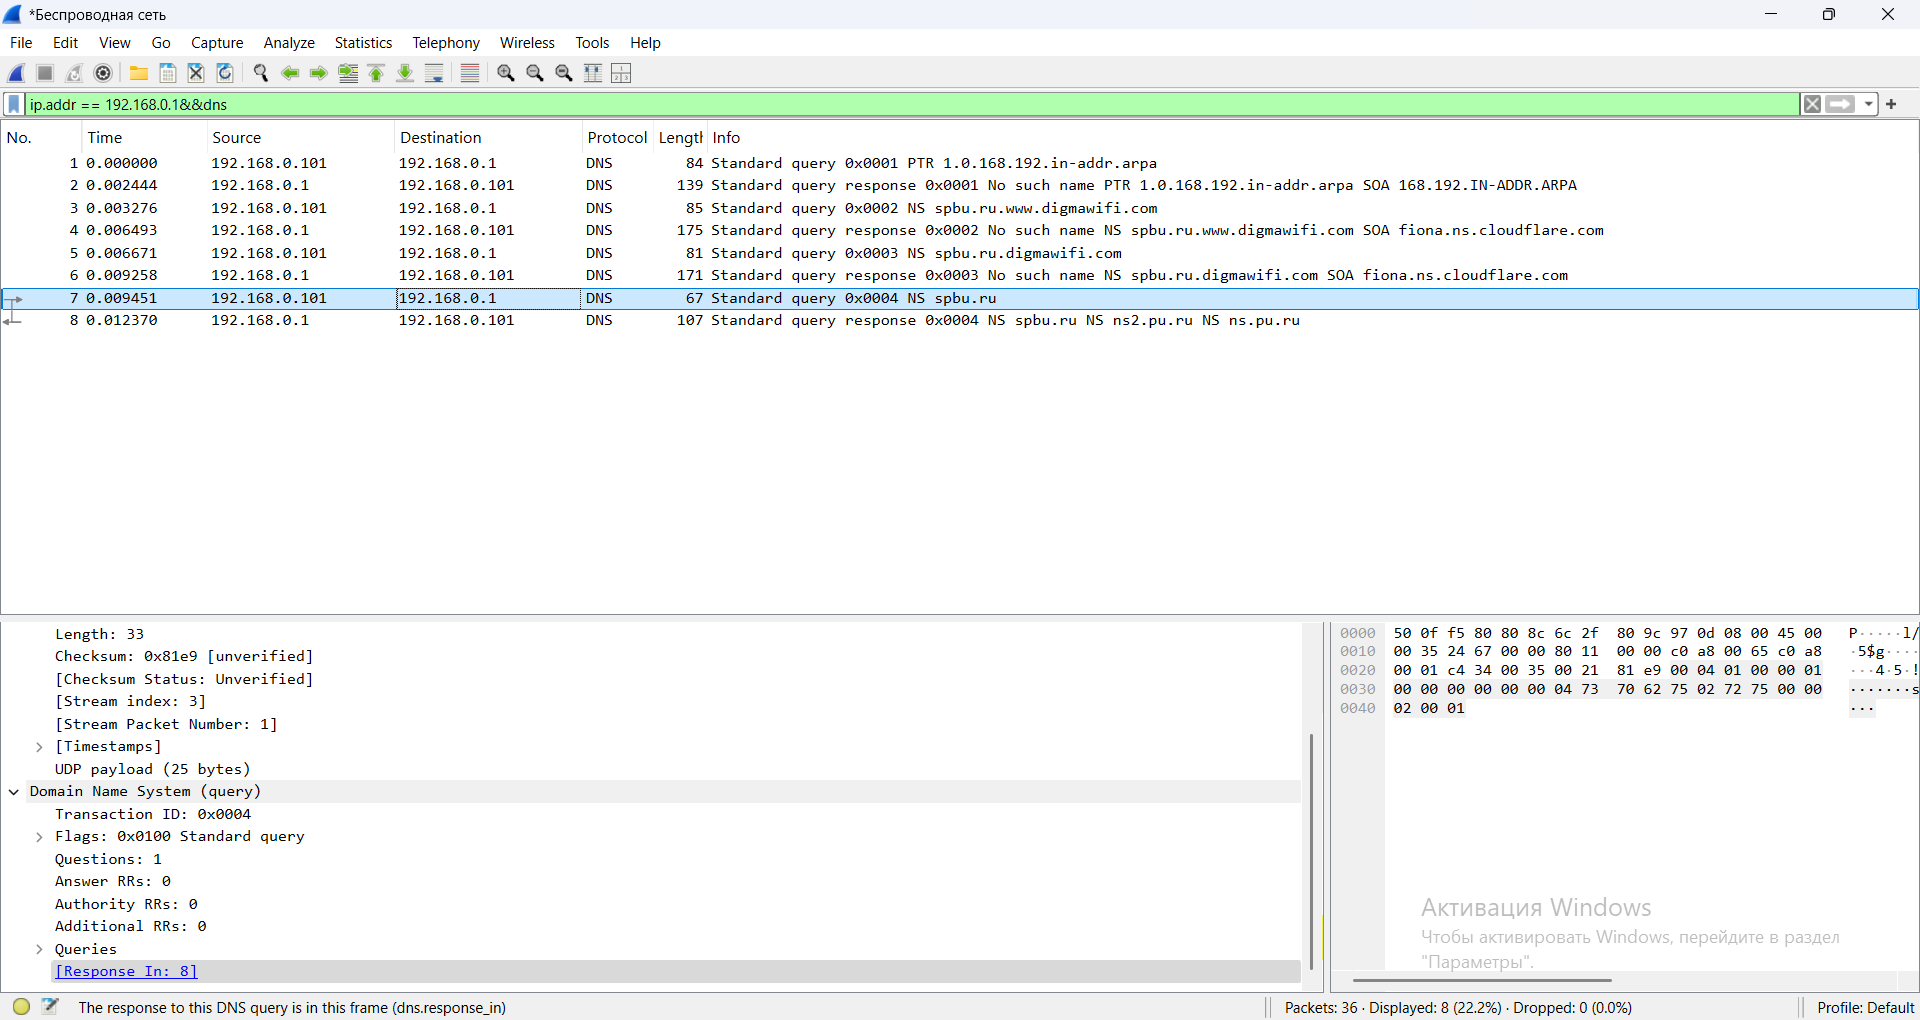 *Беспроводная сеть
File Edit View Go Capture Analyze Statistics Telephony Wireless Tools Help
ip.addr == 192.168.0.1&&dns
No. Time Source Destination Protocol Length Info
1 0.000000 192.168.0.101 192.168.0.1 DNS 84 Standard query 0x0001 PTR 1.0.168.192.in-addr.arpa
2 0.002444 192.168.0.1 192.168.0.101 DNS 139 Standard query response 0x0001 No such name PTR 1.0.168.192.in-addr.arpa SOA 168.192.IN-ADDR.ARPA
3 0.003276 192.168.0.101 192.168.0.1 DNS 85 Standard query 0x0002 NS spbu.ru.www.digmawifi.com
4 0.006493 192.168.0.1 192.168.0.101 DNS 175 Standard query response 0x0002 No such name NS spbu.ru.www.digmawifi.com SOA fiona.ns.cloudflare.com
5 0.006671 192.168.0.101 192.168.0.1 DNS 81 Standard query 0x0003 NS spbu.ru.digmawifi.com
6 0.009258 192.168.0.1 192.168.0.101 DNS 171 Standard query response 0x0003 No such name NS spbu.ru.digmawifi.com SOA fiona.ns.cloudflare.com
7 0.009451 192.168.0.101 192.168.0.1 DNS 67 Standard query 0x0004 NS spbu.ru
8 0.012370 192.168.0.1 192.168.0.101 DNS 107 Standard query response 0x0004 NS spbu.ru NS ns2.pu.ru NS ns.pu.ru
Length: 33
Checksum: 0x81e9 [unverified]
[Checksum Status: Unverified]
[Stream index: 3]
[Stream Packet Number: 1]
[Timestamps]
UDP payload (25 bytes)
Domain Name System (query)
Transaction ID: 0x0004
Flags: 0x0100 Standard query
Questions: 1
Answer RRs: 0
Authority RRs: 0
Additional RRs: 0
Queries
[Response In: 8]
0000 50 0f f5 80 80 8c 6c 2f 80 9c 97 0d 08 00 45 00 P·····l/
0010 00 35 24 67 00 00 80 11 00 00 c0 a8 00 65 c0 a8 ·5$g····
0020 00 01 c4 34 00 35 00 21 81 e9 00 04 01 00 00 01 ···4·5·!
0030 00 00 00 00 00 00 04 73 70 62 75 02 72 75 00 00 ·······s
0040 02 00 01 ···
Активация Windows
Чтобы активировать Windows, перейдите в раздел
"Параметры".
The response to this DNS query is in this frame (dns.response_in)
Packets: 36 · Displayed: 8 (22.2%) · Dropped: 0 (0.0%)
Profile: Default